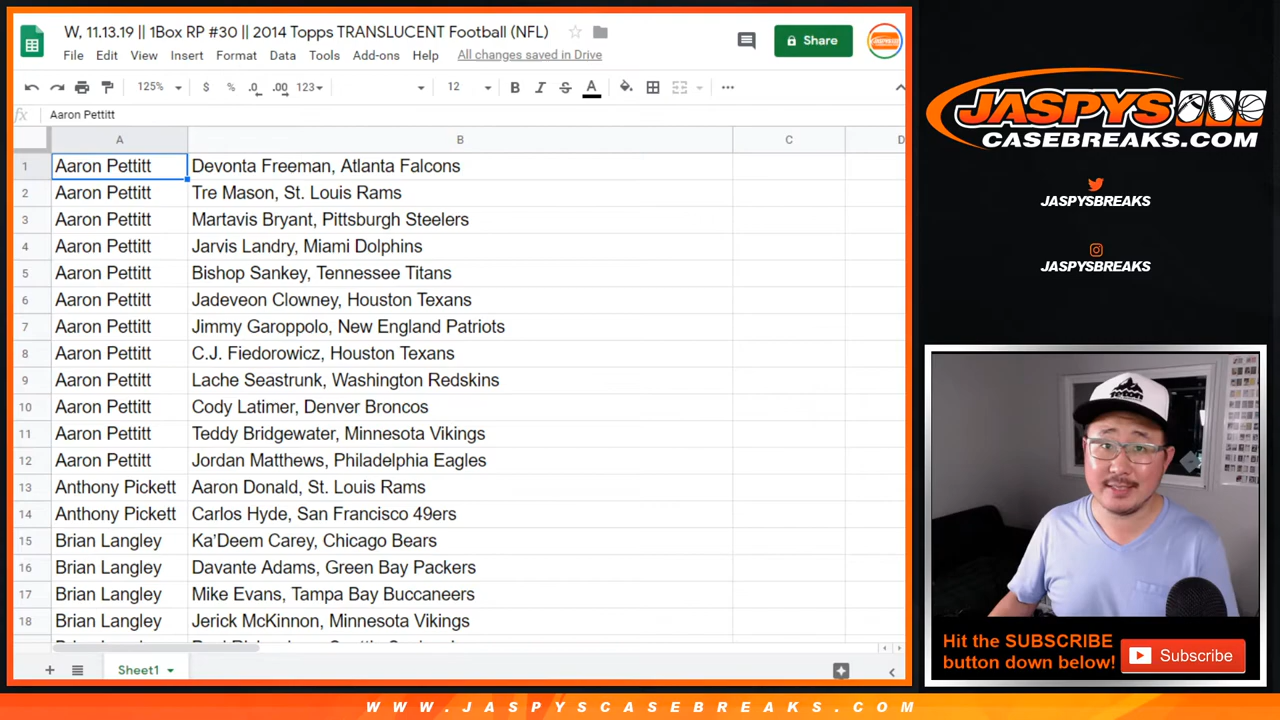 W, 11.13.19 || 1Box RP #30 || 2014 Topps TRANSLUCENT Football (NFL)
File Edit View Insert Format Data Tools Add-ons Help All changes saved in Drive
Share
125% $ % .0 .00 123 12 B I S A
fx Aaron Pettitt
A B C D
1 Aaron Pettitt Devonta Freeman, Atlanta Falcons
2 Aaron Pettitt Tre Mason, St. Louis Rams
3 Aaron Pettitt Martavis Bryant, Pittsburgh Steelers
4 Aaron Pettitt Jarvis Landry, Miami Dolphins
5 Aaron Pettitt Bishop Sankey, Tennessee Titans
6 Aaron Pettitt Jadeveon Clowney, Houston Texans
7 Aaron Pettitt Jimmy Garoppolo, New England Patriots
8 Aaron Pettitt C.J. Fiedorowicz, Houston Texans
9 Aaron Pettitt Lache Seastrunk, Washington Redskins
10 Aaron Pettitt Cody Latimer, Denver Broncos
11 Aaron Pettitt Teddy Bridgewater, Minnesota Vikings
12 Aaron Pettitt Jordan Matthews, Philadelphia Eagles
13 Anthony Pickett Aaron Donald, St. Louis Rams
14 Anthony Pickett Carlos Hyde, San Francisco 49ers
15 Brian Langley Ka’Deem Carey, Chicago Bears
16 Brian Langley Davante Adams, Green Bay Packers
17 Brian Langley Mike Evans, Tampa Bay Buccaneers
18 Brian Langley Jerick McKinnon, Minnesota Vikings
Sheet1
JASPYS
CASEBREAKS.COM
JASPYSBREAKS
JASPYSBREAKS
teton
Hit the SUBSCRIBE
button down below!
Subscribe
WWW.JASPYSCASEBREAKS.COM